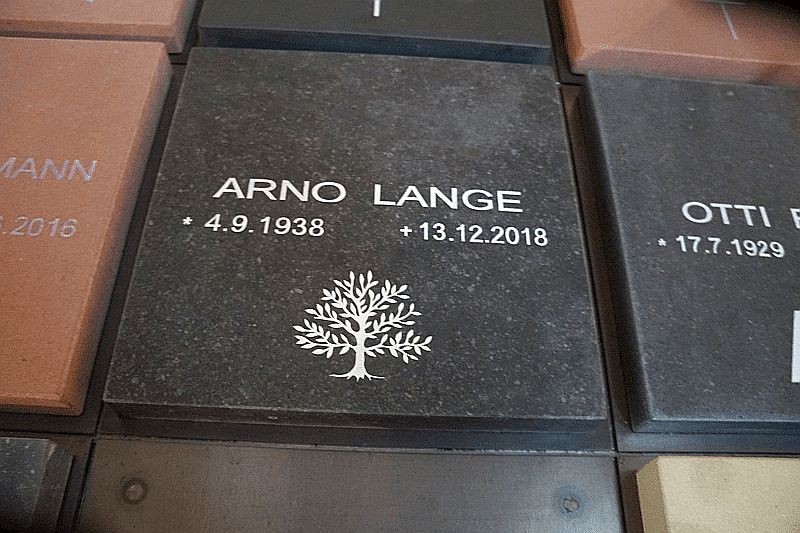 ARNO LANGE
* 4.9.1938 +13.12.2018
MANN
.2016
OTTI
* 17.7.1929